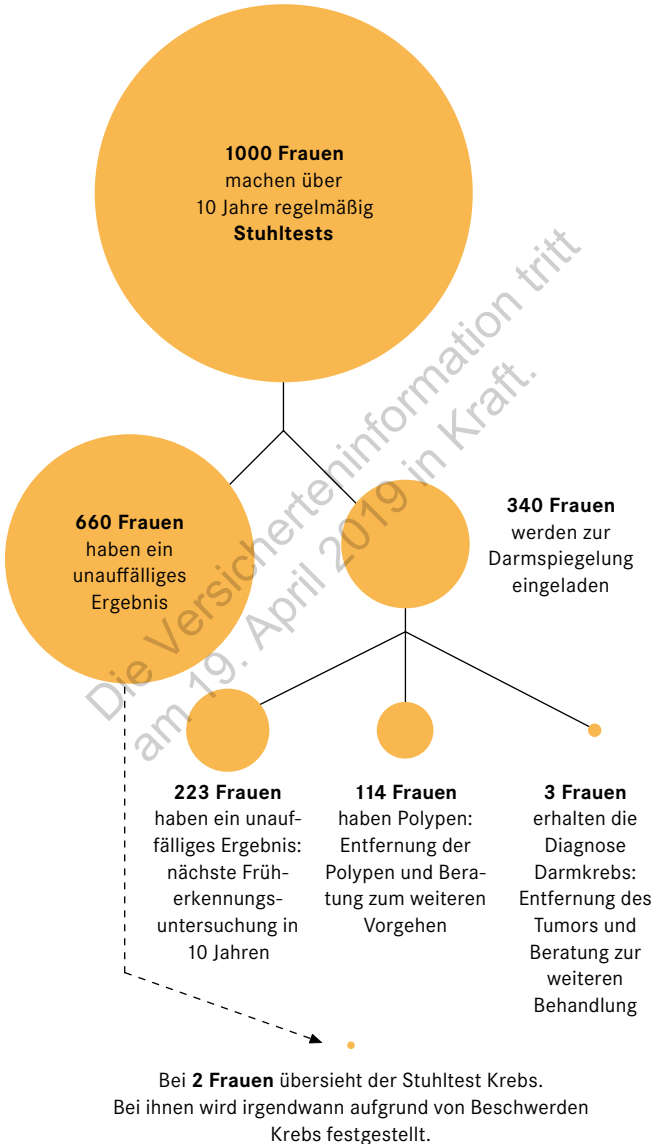 1000 Frauen
machen über
10 Jahre regelmäßig
Stuhltests
660 Frauen
haben ein
unauffälliges
Ergebnis
340 Frauen
werden zur
Darmspiegelung
eingeladen
Die Versicherteninformation tritt
am 19. April 2019 in Kraft.
223 Frauen
haben ein unauf-
fälliges Ergebnis:
nächste Früh-
erkennungs-
untersuchung in
10 Jahren
114 Frauen
haben Polypen:
Entfernung der
Polypen und Bera-
tung zum weiteren
Vorgehen
3 Frauen
erhalten die
Diagnose
Darmkrebs:
Entfernung des
Tumors und
Beratung zur
weiteren
Behandlung
Bei 2 Frauen übersieht der Stuhltest Krebs.
Bei ihnen wird irgendwann aufgrund von Beschwerden
Krebs festgestellt.